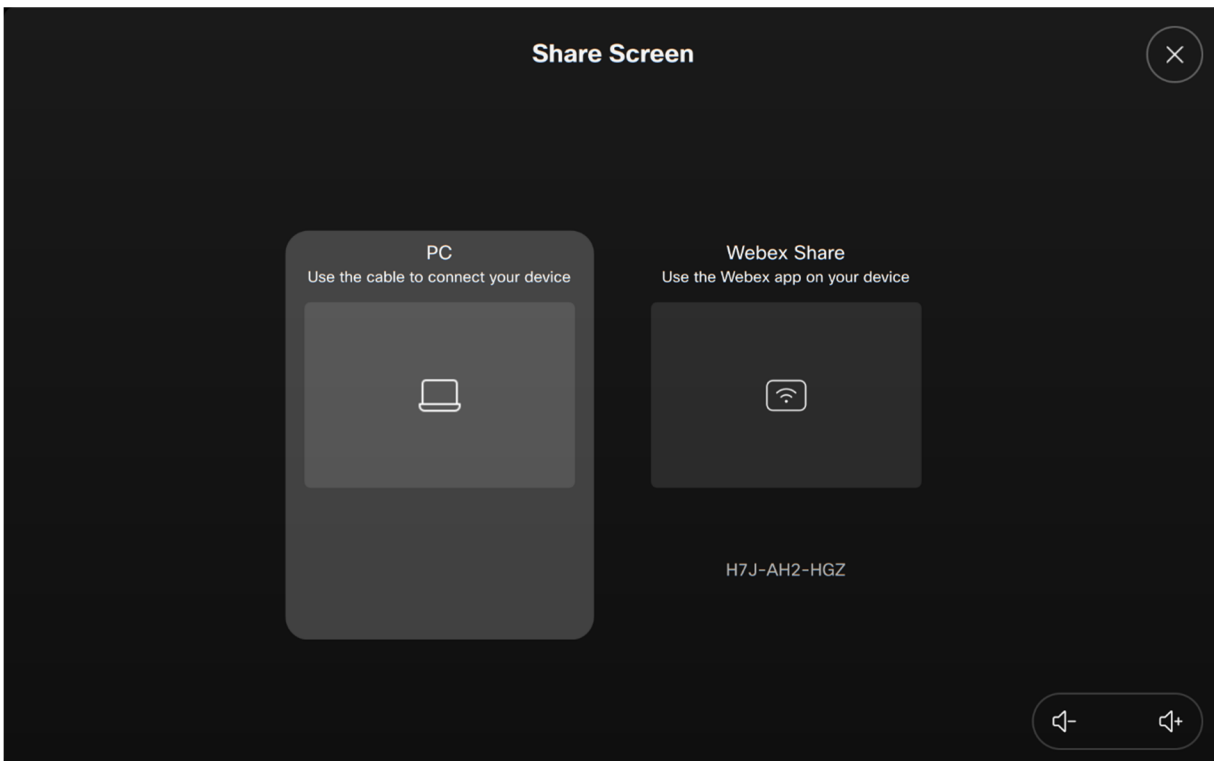 Share Screen
PC
Use the cable to connect your device
Webex Share
Use the Webex app on your device
H7J-AH2-HGZ